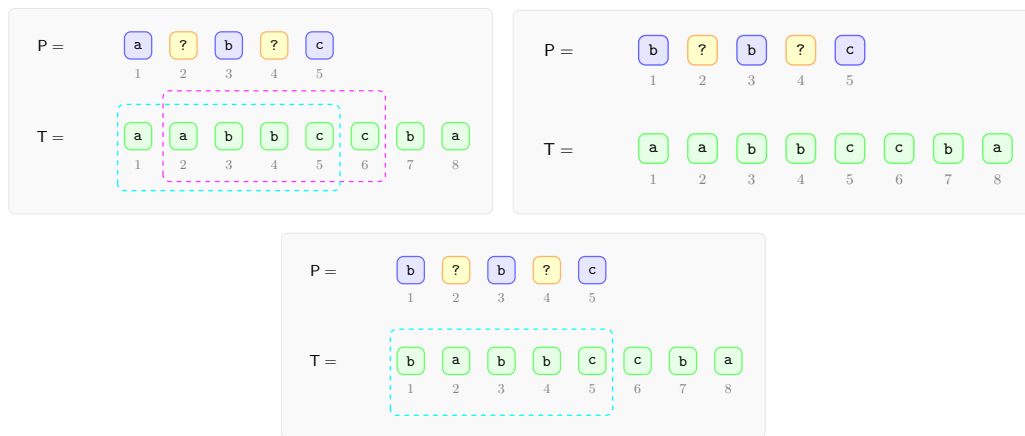 P = a ? b ? c
1 2 3 4 5
T = a a b b c c b a
1 2 3 4 5 6 7 8
P = b ? b ? c
1 2 3 4 5
T = a a b b c c b a
1 2 3 4 5 6 7 8
P = b ? b ? c
1 2 3 4 5
T = b a b b c c b a
1 2 3 4 5 6 7 8